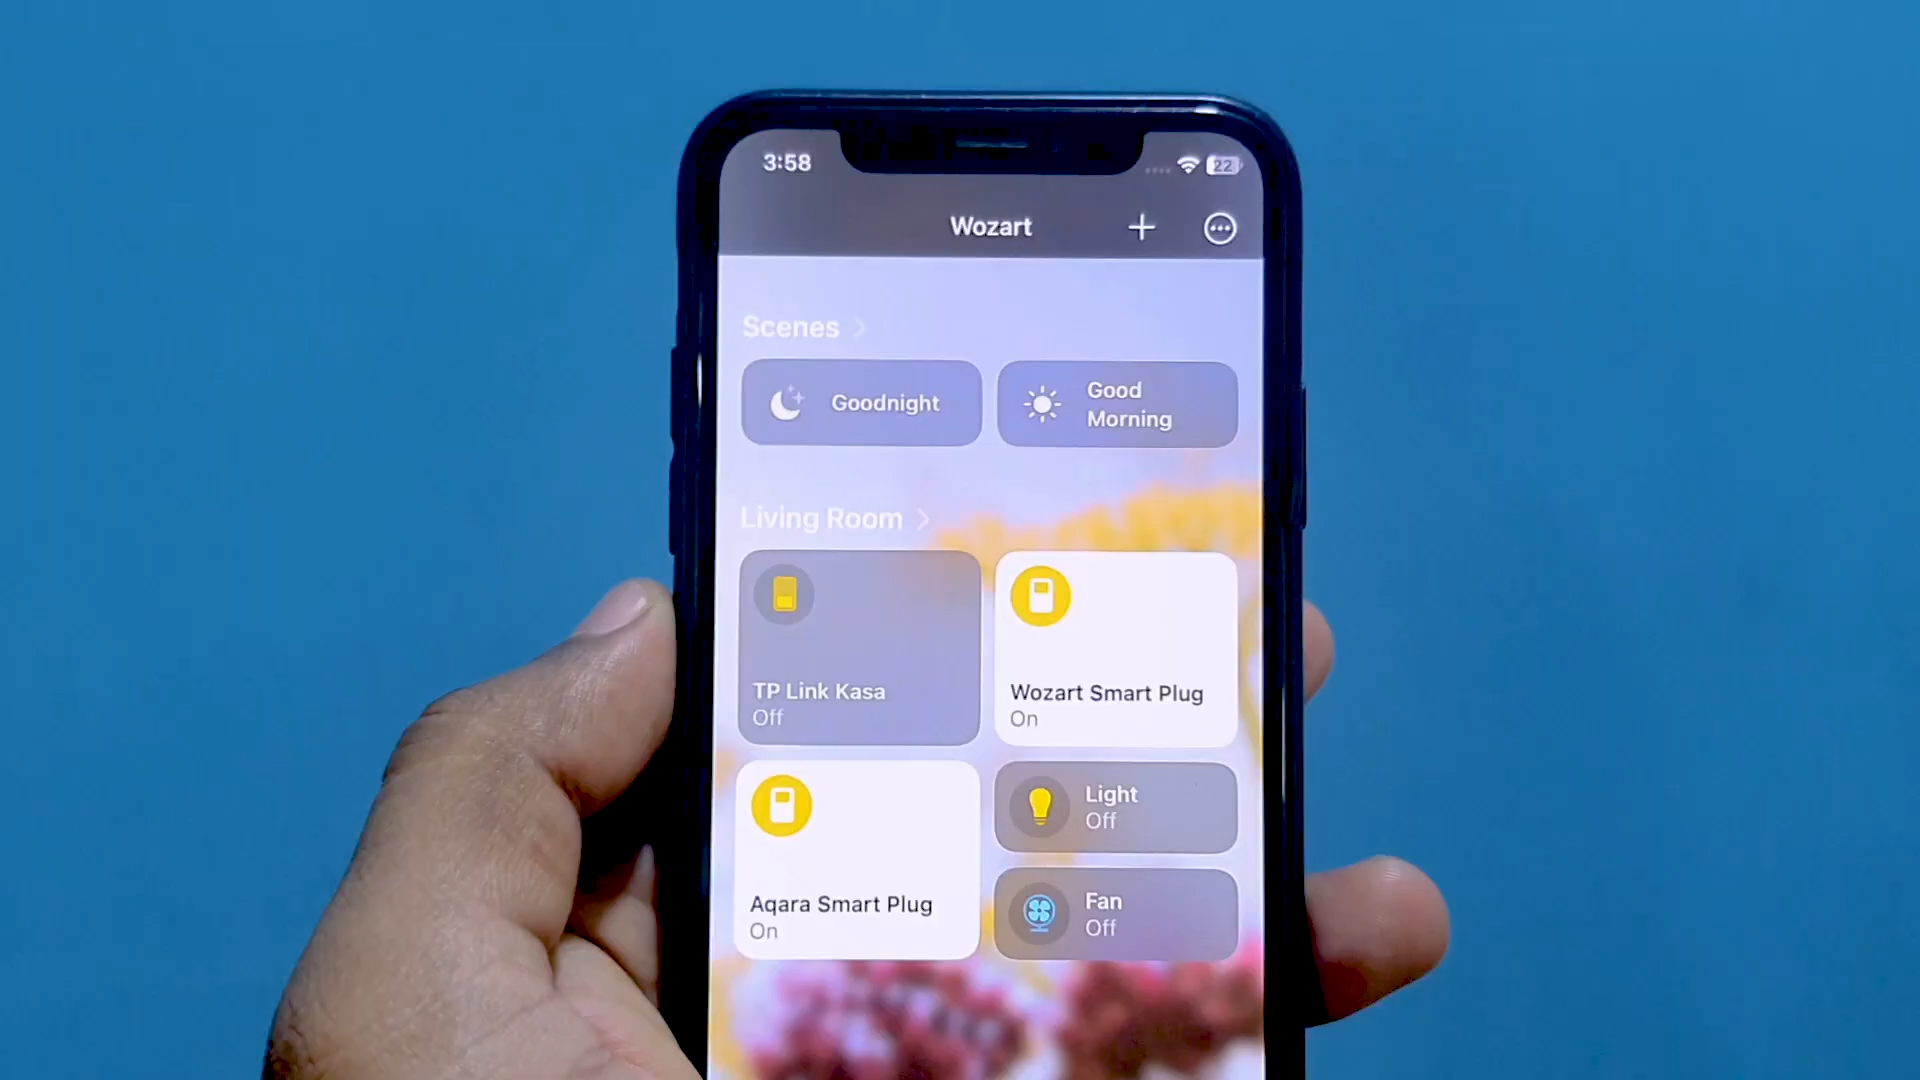 3:58
22
Wozart
Scenes
Goodnight
Good
Morning
Living Room
TP Link Kasa
Off
Wozart Smart Plug
On
Aqara Smart Plug
On
Light
Off
Fan
Off